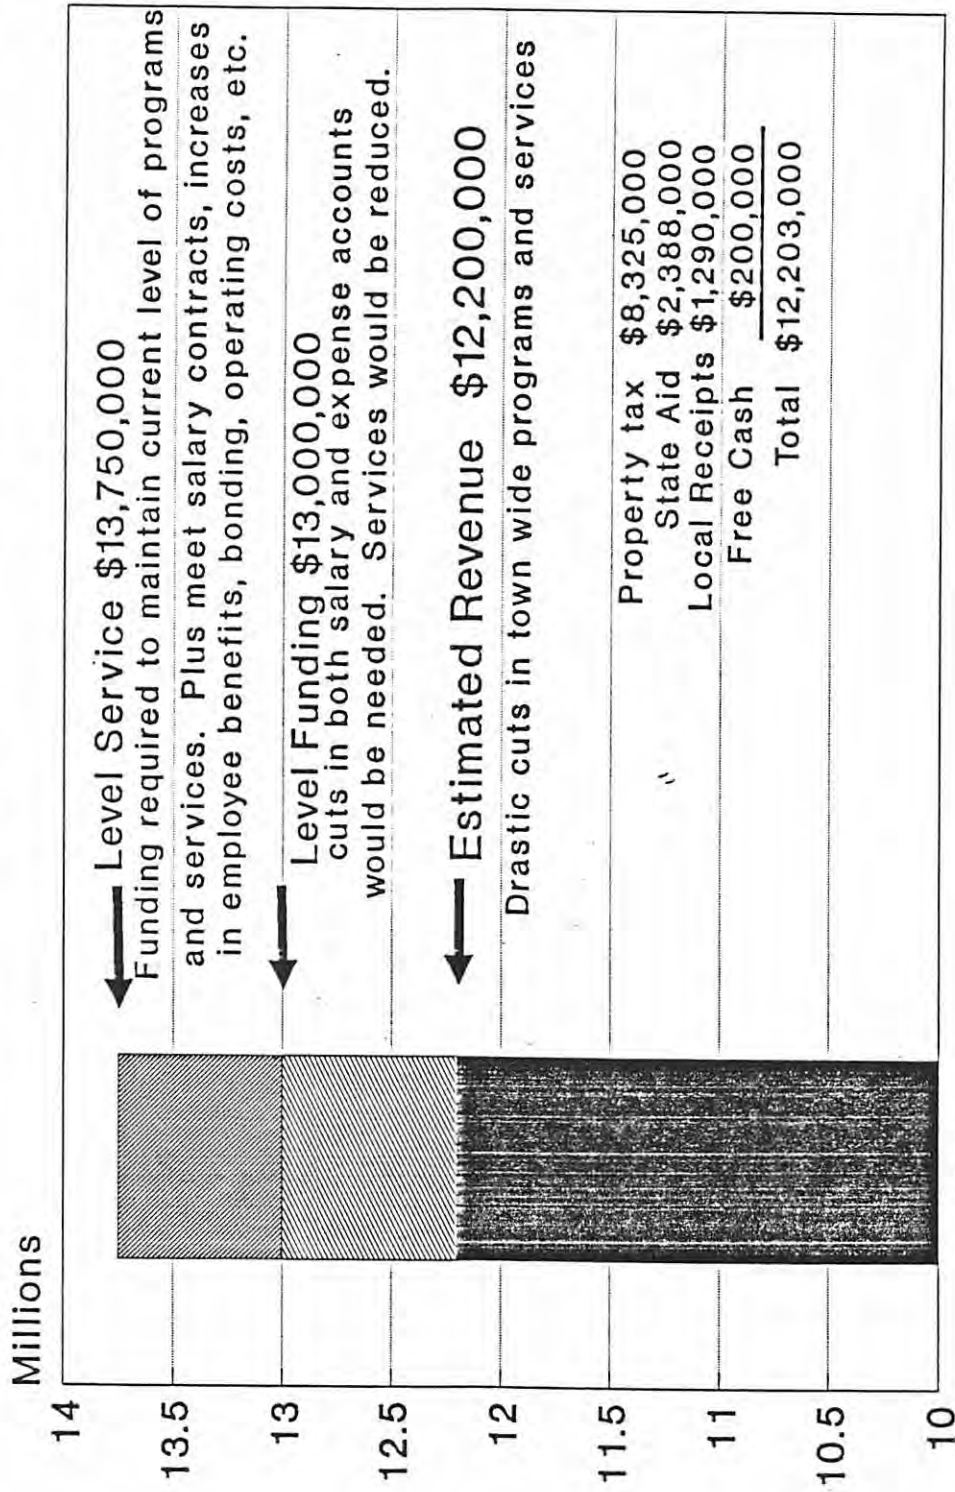 Millions
14
13.5
13
12.5
12
11.5
11
10.5
10
Level Service $13,750,000
Funding required to maintain current level of programs
and services. Plus meet salary contracts, increases
in employee benefits, bonding, operating costs, etc.
Level Funding $13,000,000
cuts in both salary and expense accounts
would be needed. Services would be reduced.
Estimated Revenue $12,200,000
Drastic cuts in town wide programs and services
Property tax $8,325,000
State Aid $2,388,000
Local Receipts $1,290,000
Free Cash $200,000
Total $12,203,000